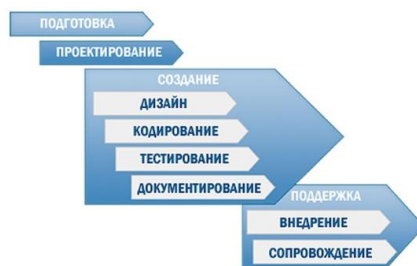 ПОДГОТОВКА
ПРОЕКТИРОВАНИЕ
СОЗДАНИЕ
ДИЗАЙН
КОДИРОВАНИЕ
ТЕСТИРОВАНИЕ
ДОКУМЕНТИРОВАНИЕ
ПОДДЕРЖКА
ВНЕДРЕНИЕ
СОПРОВОЖДЕНИЕ